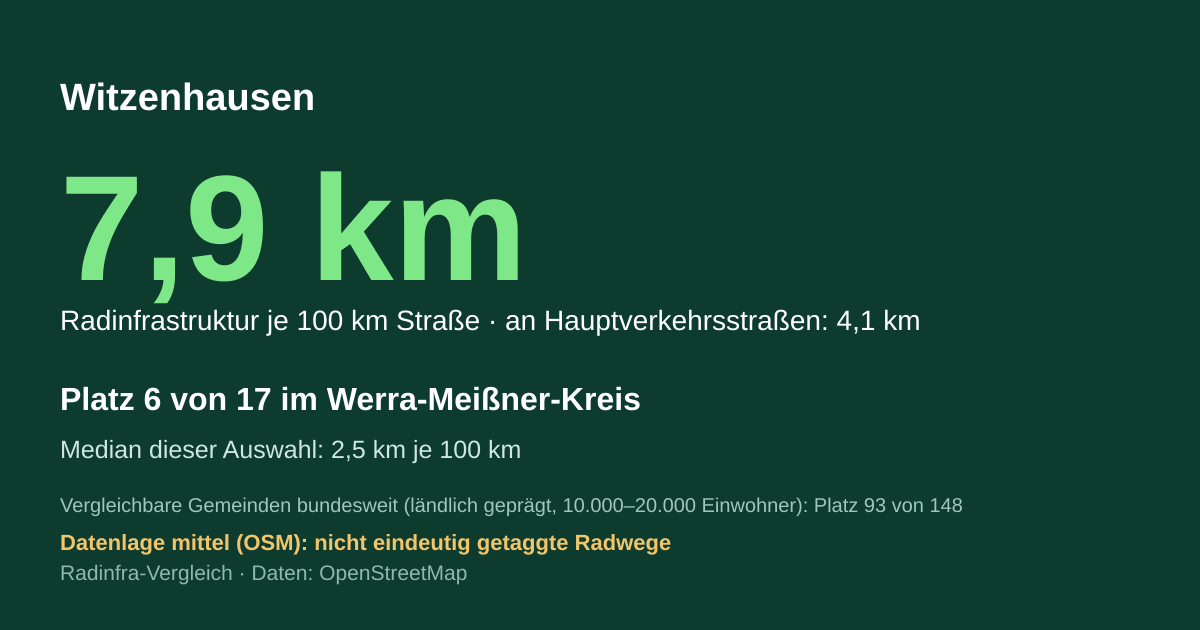 Witzenhausen
7,9 km
Radinfrastruktur je 100 km Straße · an Hauptverkehrsstraßen: 4,1 km
Platz 6 von 17 im Werra-Meißner-Kreis
Median dieser Auswahl: 2,5 km je 100 km
Vergleichbare Gemeinden bundesweit (ländlich geprägt, 10.000–20.000 Einwohner): Platz 93 von 148
Datenlage mittel (OSM): nicht eindeutig getaggte Radwege
Radinfra-Vergleich · Daten: OpenStreetMap